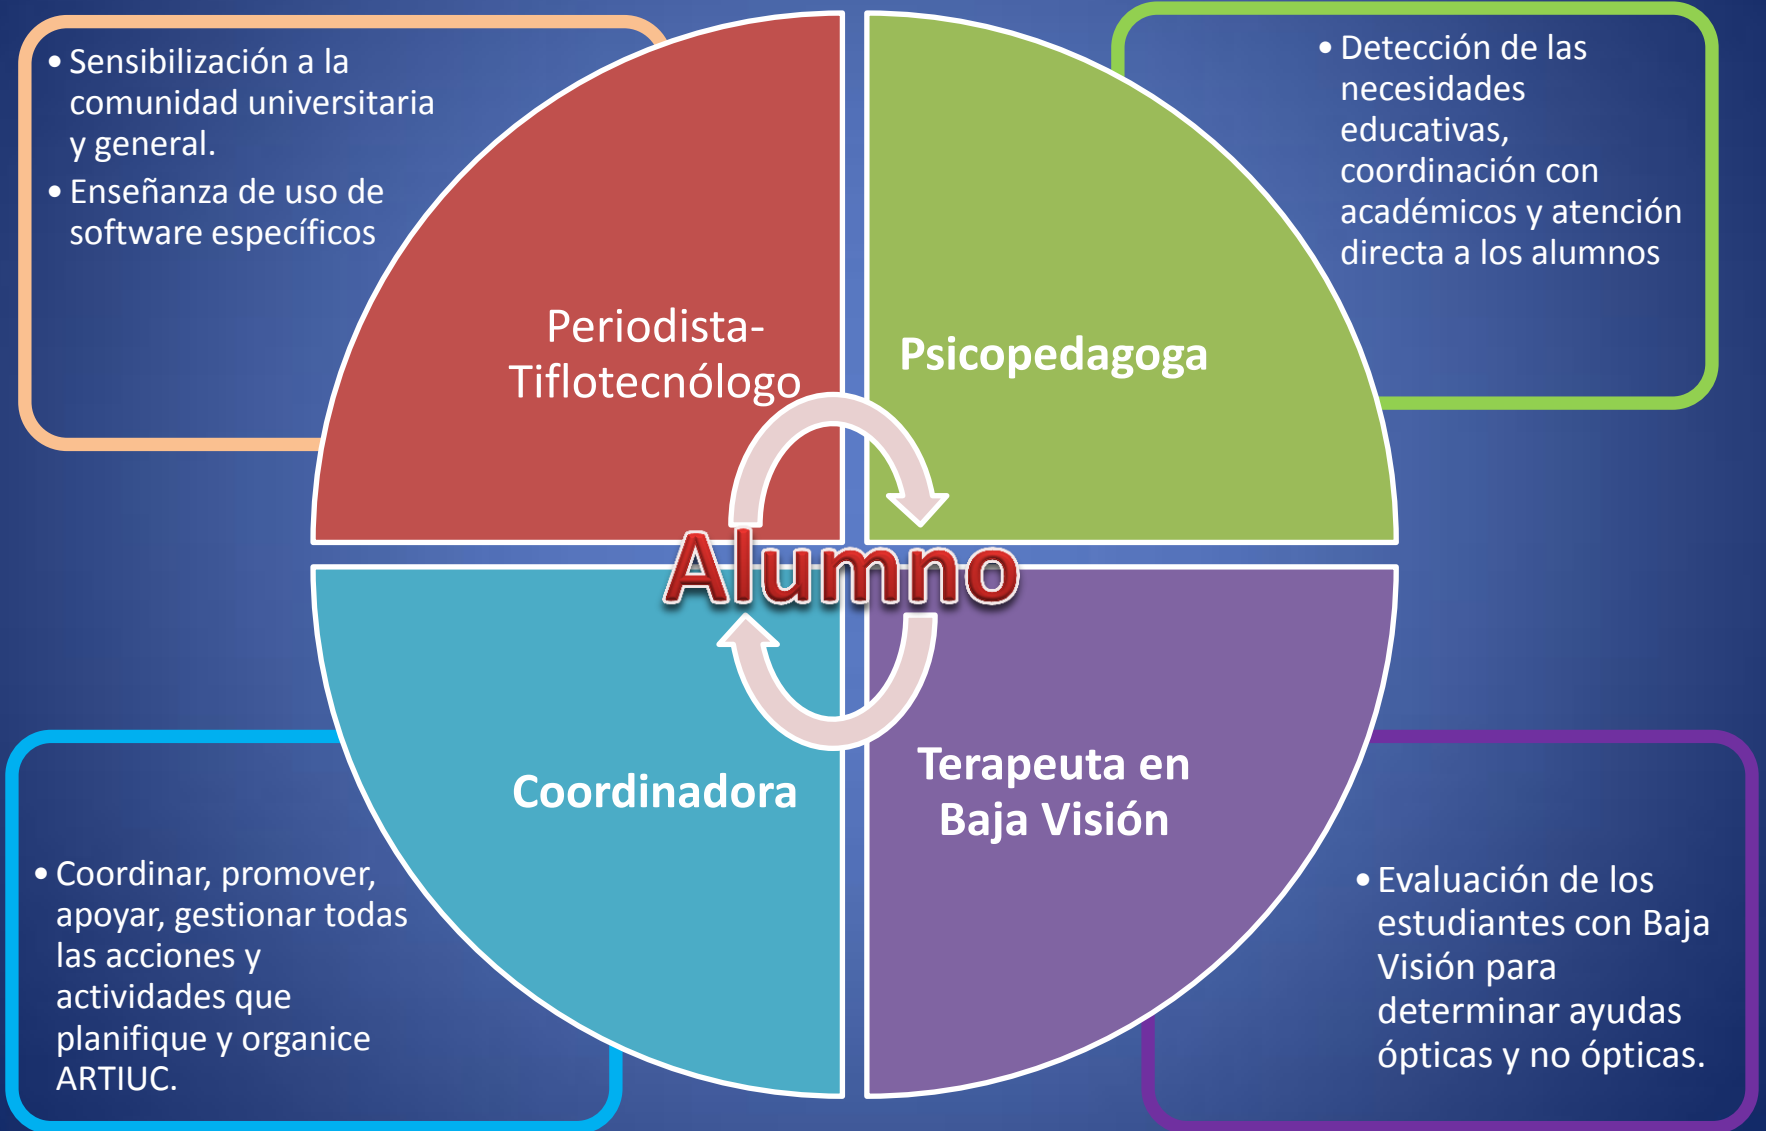 • Sensibilización a la
comunidad universitaria
y general.
• Enseñanza de uso de
software específicos
• Detección de las
necesidades
educativas,
coordinación con
académicos y atención
directa a los alumnos
Periodista-
Tiflotecnólogo
Psicopedagoga
Alumno
Coordinadora
Terapeuta en
Baja Visión
• Coordinar, promover,
apoyar, gestionar todas
las acciones y
actividades que
planifique y organice
ARTIUC.
• Evaluación de los
estudiantes con Baja
Visión para
determinar ayudas
ópticas y no ópticas.